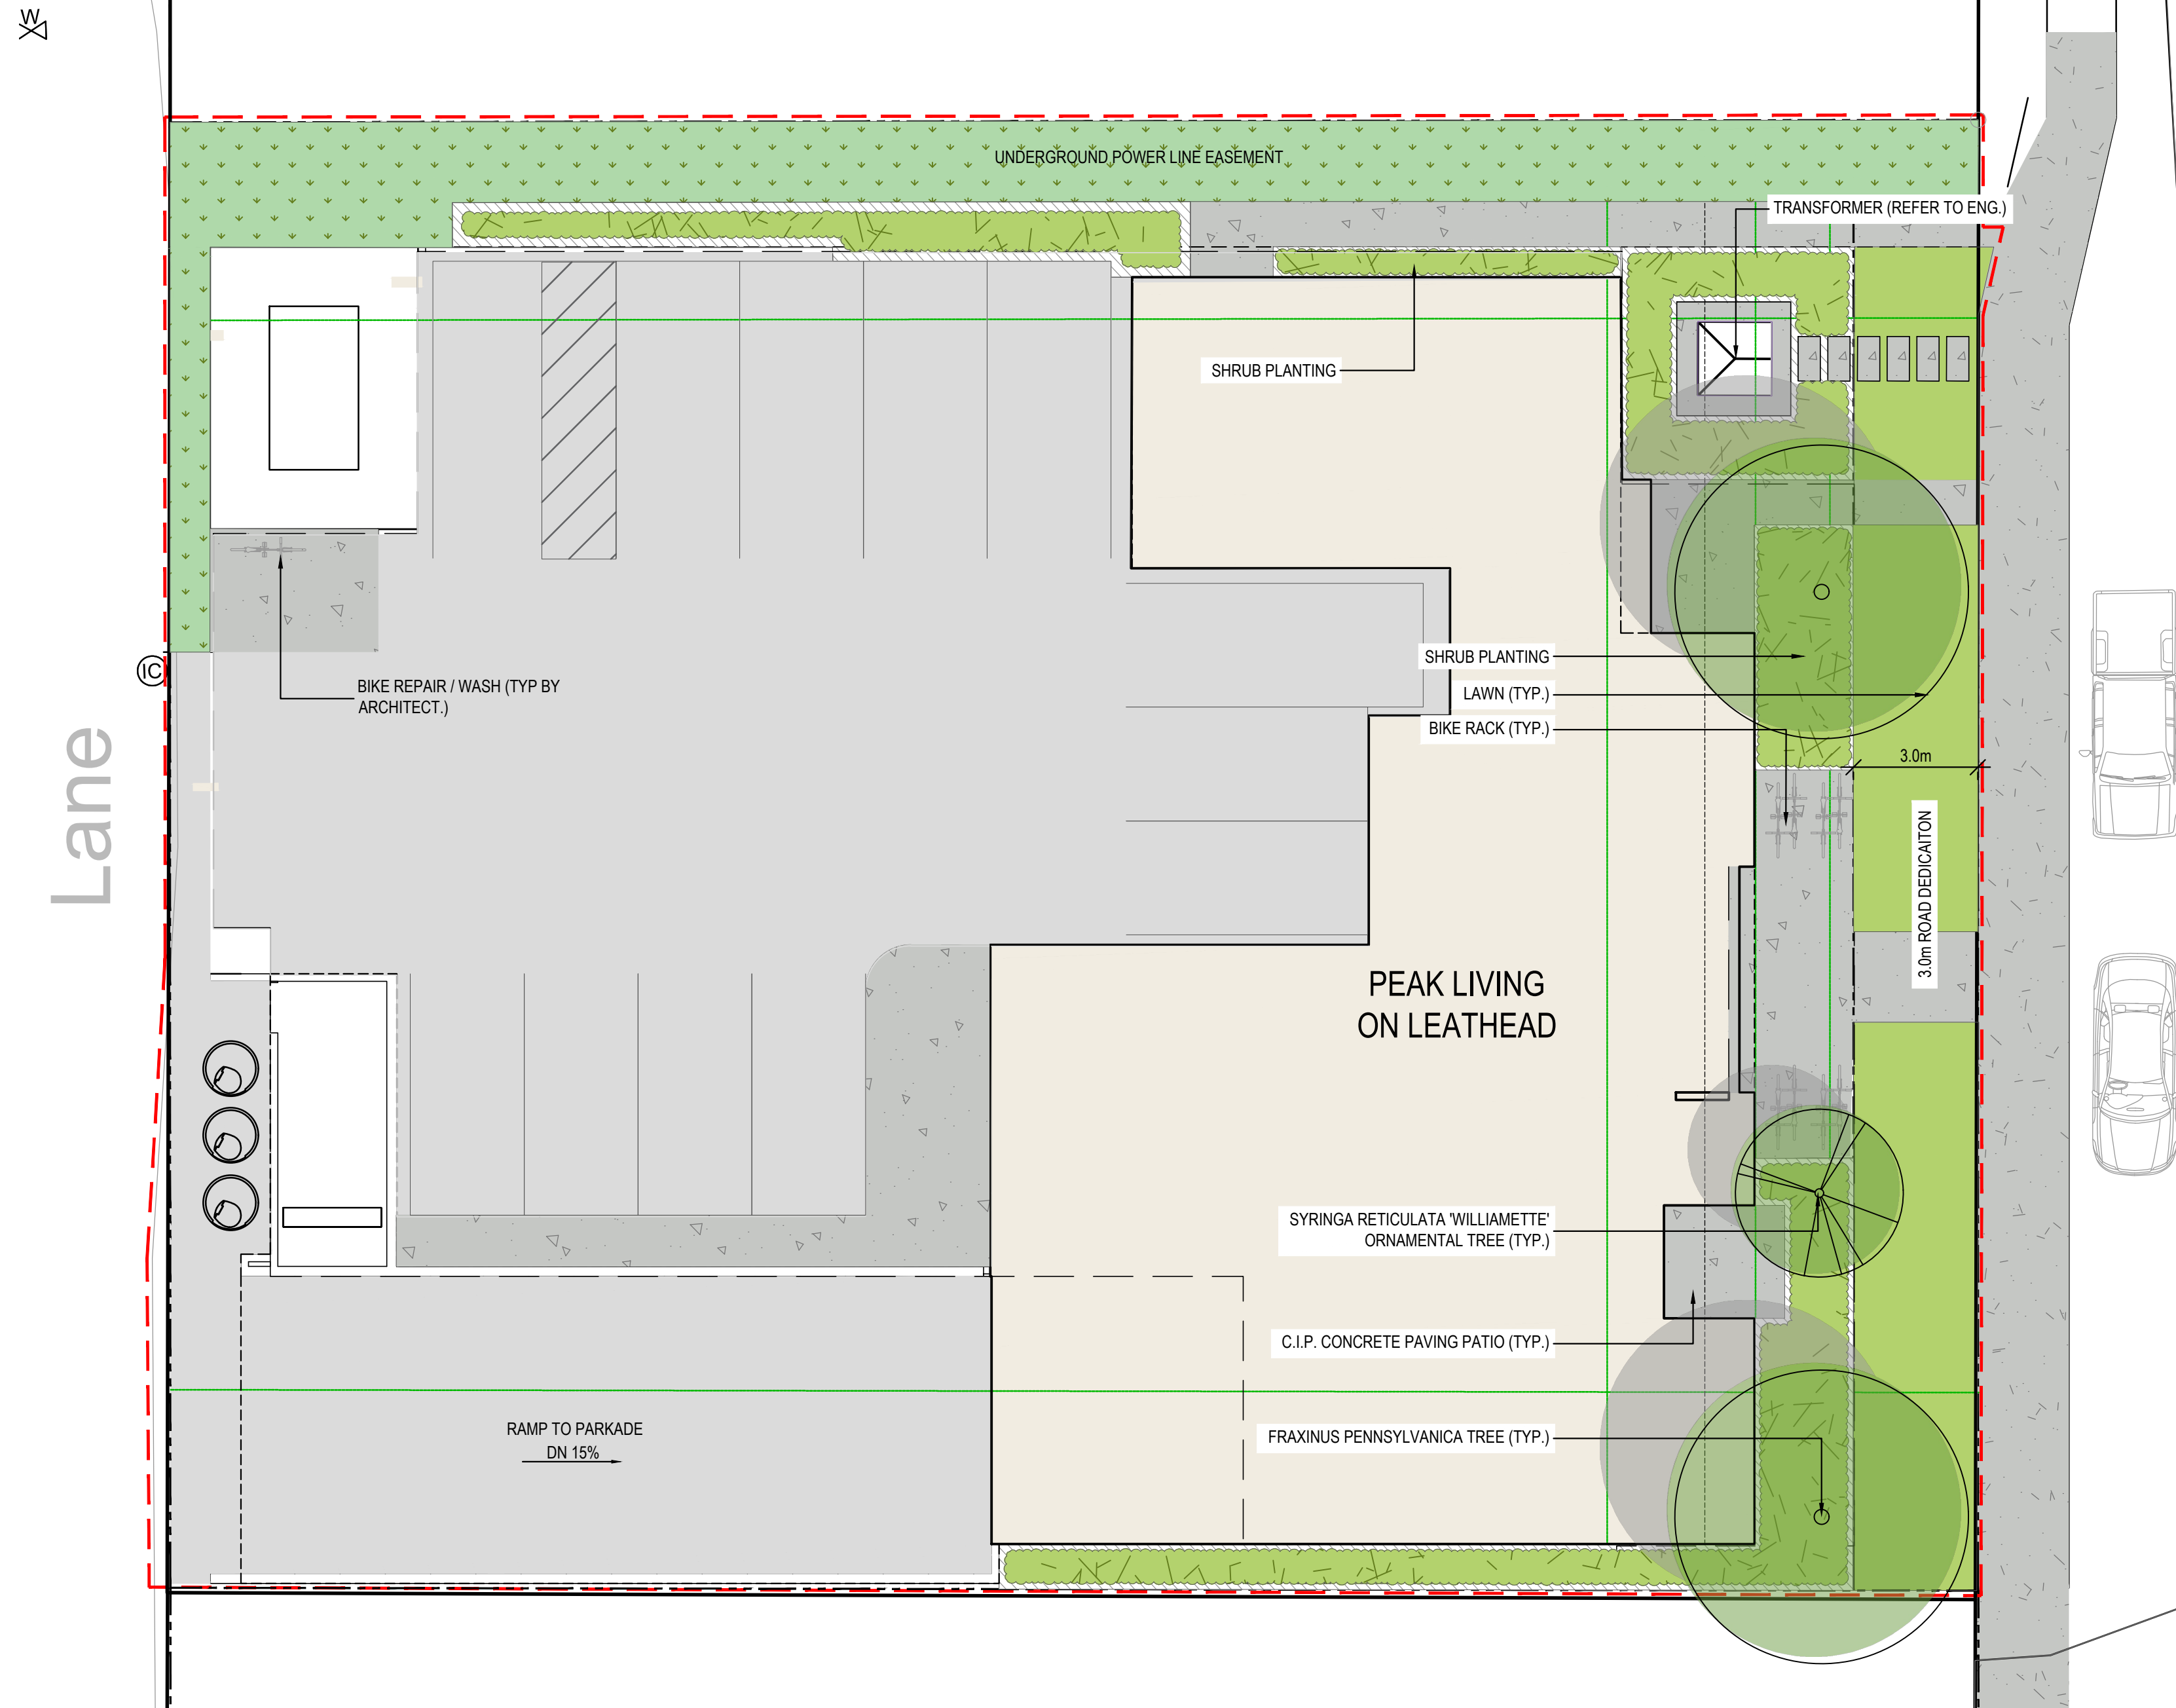 W
UNDERGROUND POWER LINE EASEMENT
TRANSFORMER (REFER TO ENG.)
SHRUB PLANTING
SHRUB PLANTING
LAWN (TYP.)
BIKE RACK (TYP.)
IC
BIKE REPAIR / WASH (TYP BY
ARCHITECT.)
Lane
3.0m
3.0m ROAD DEDICAITON
PEAK LIVING
ON LEATHEAD
SYRINGA RETICULATA 'WILLIAMETTE'
ORNAMENTAL TREE (TYP.)
C.I.P. CONCRETE PAVING PATIO (TYP.)
FRAXINUS PENNSYLVANICA TREE (TYP.)
RAMP TO PARKADE
DN 15%